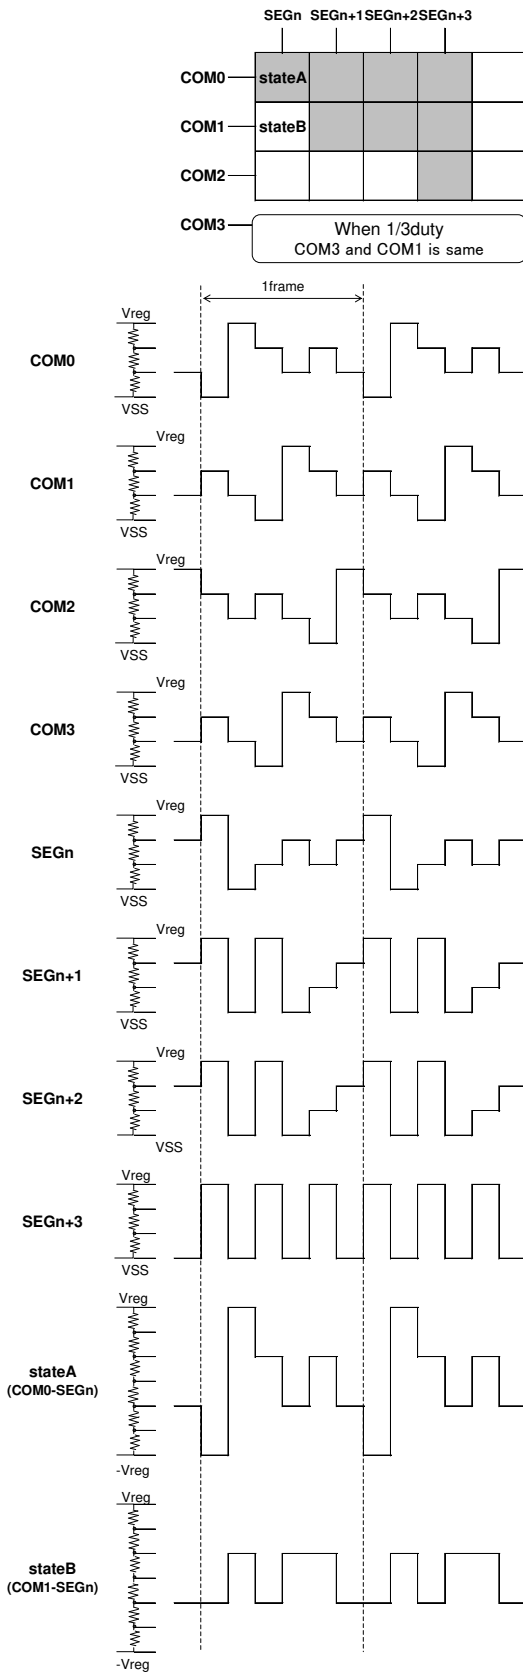 SEGn SEGn+1 SEGn+2 SEGn+3
COM0 stateA
COM1 stateB
COM2
COM3 When 1/3duty
COM3 and COM1 is same
1frame
Vreg
COM0
VSS
Vreg
COM1
VSS
Vreg
COM2
VSS
Vreg
COM3
VSS
Vreg
SEGn
VSS
Vreg
SEGn+1
VSS
Vreg
SEGn+2
VSS
Vreg
SEGn+3
VSS
Vreg
stateA
(COM0-SEGn)
-Vreg
Vreg
stateB
(COM1-SEGn)
-Vreg